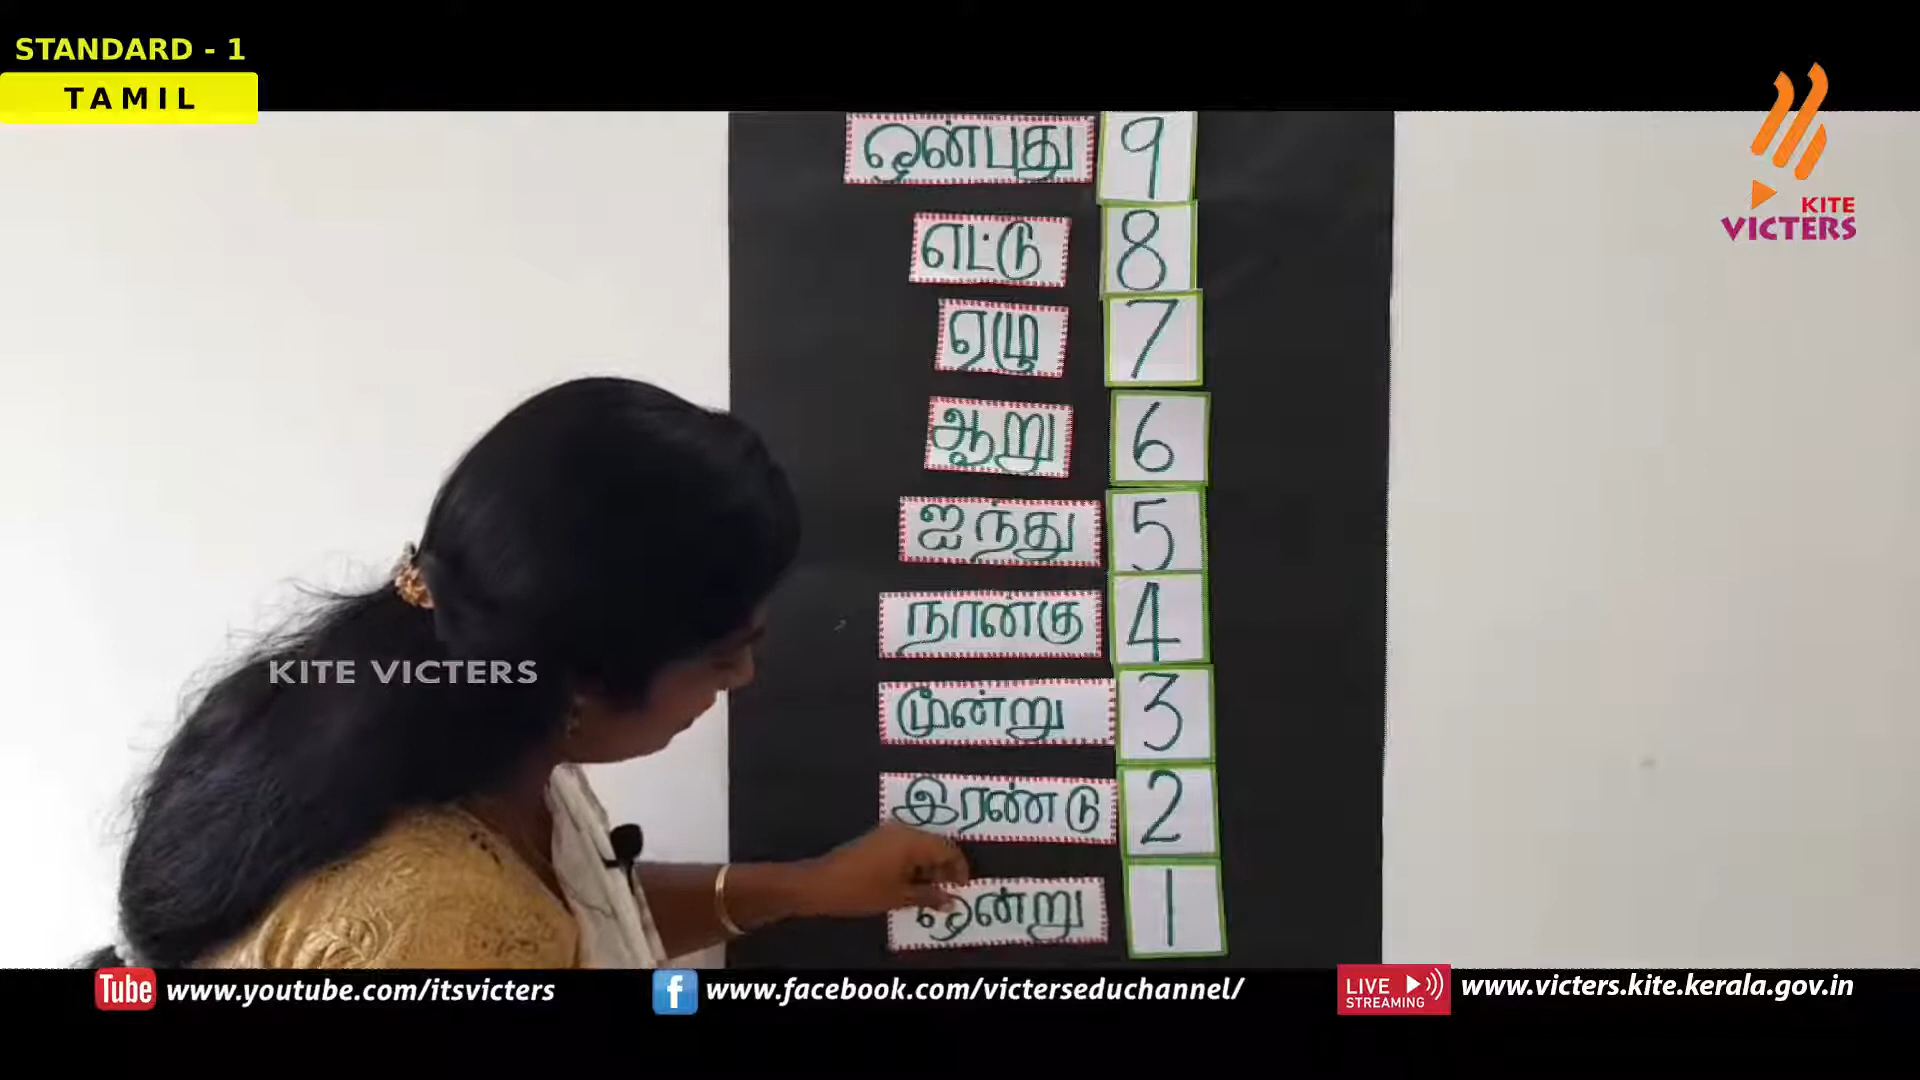 STANDARD - 1
TAMIL
KITE
VICTERS
ஒன்பது 9
எட்டு 8
ஏழு 7
ஆறு 6
ஐந்து 5
நான்கு 4
மூன்று 3
இரண்டு 2
ஒன்று 1
KITE VICTERS
Tube www.youtube.com/itsvicters
f www.facebook.com/victerseduchannel/
LIVE STREAMING www.victers.kite.kerala.gov.in